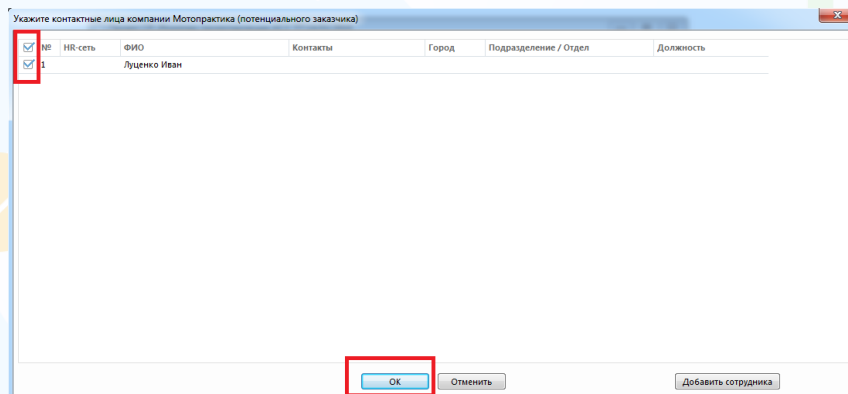 Укажите контактные лица компании Мотопрактика (потенциального заказчика)
№ HR-сеть ФИО Контакты Город Подразделение / Отдел Должность
1 Луценко Иван
ОК Отменить Добавить сотрудника